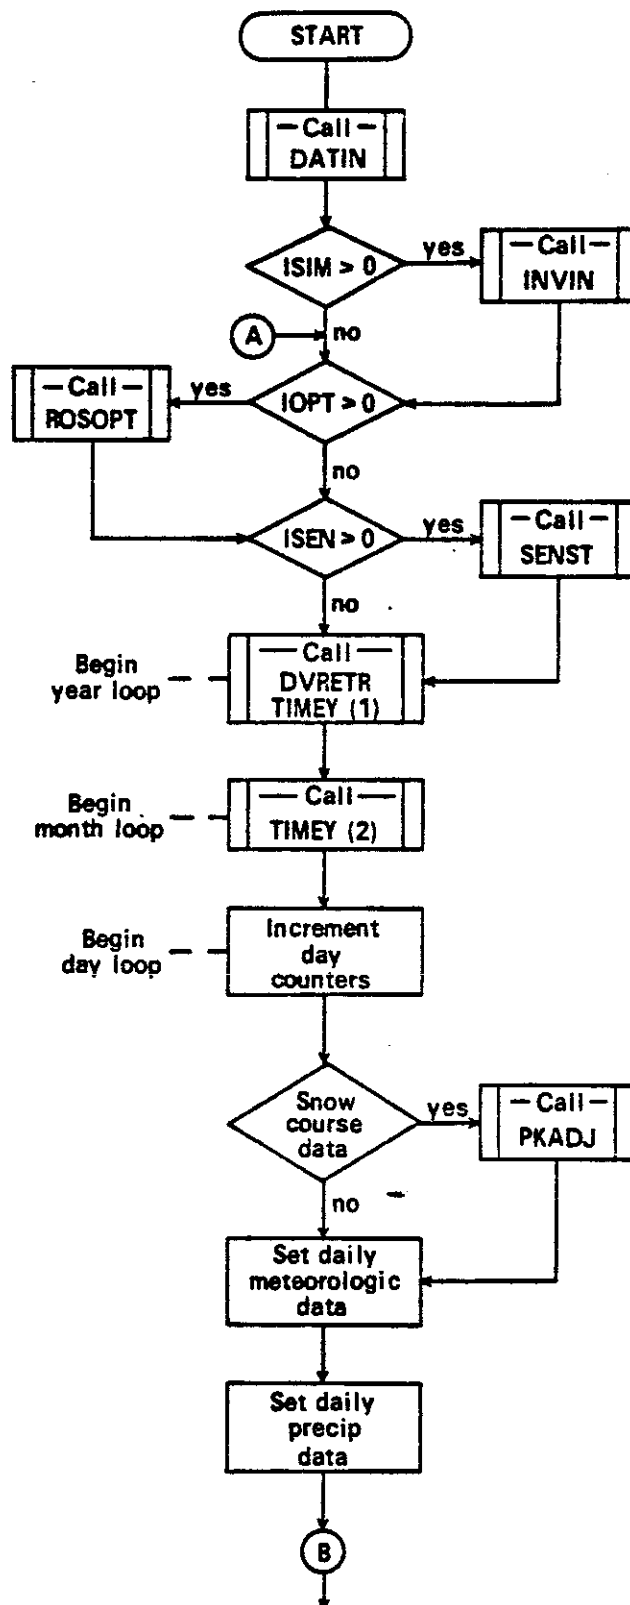 START
— Call —
DATIN
ISIM > 0
yes
— Call —
INVIN
A
no
— Call —
ROSOPT
yes
IOPT > 0
no
ISEN > 0
yes
— Call —
SENST
no
Begin
year loop
— Call —
DVRETR
TIMEY (1)
Begin
month loop
— Call —
TIMEY (2)
Begin
day loop
Increment
day
counters
Snow
course
data
yes
— Call —
PKADJ
no
Set daily
meteorologic
data
Set daily
precip
data
B